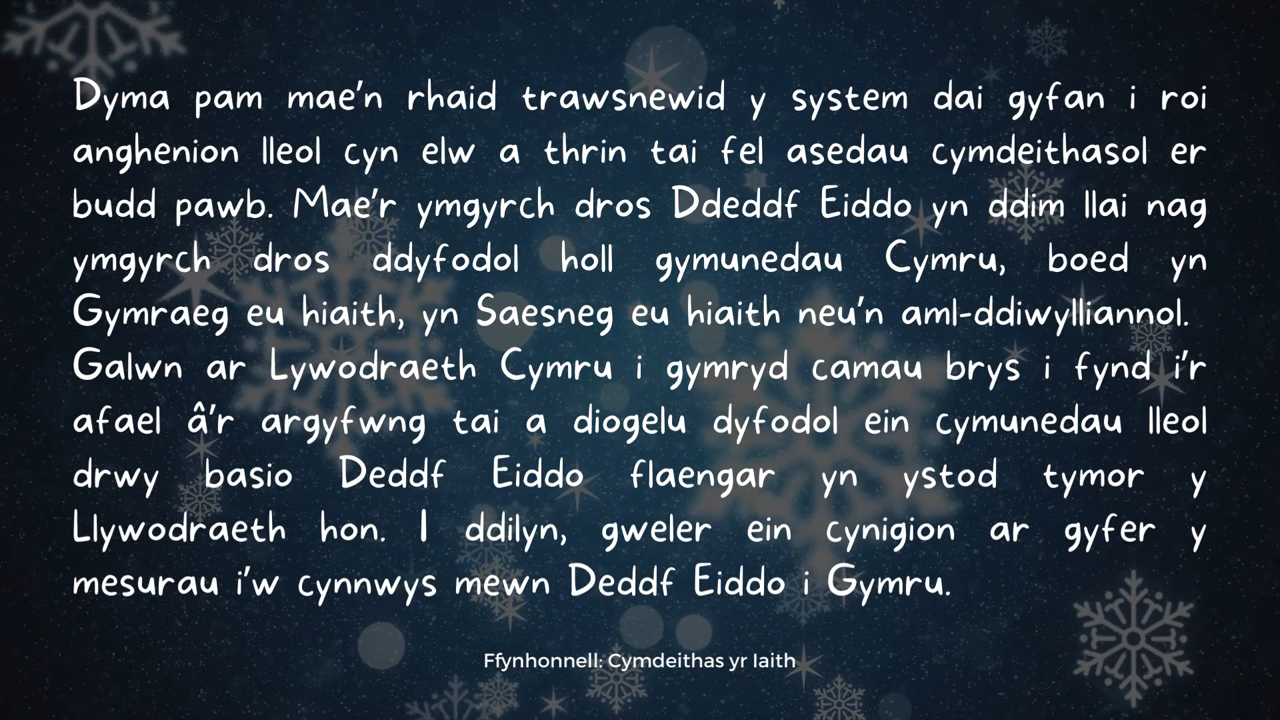 Dyma pam mae'n rhaid trawsnewid y system dai gyfan i roi
anghenion lleol cyn elw a thrin tai fel asedau cymdeithasol er
budd pawb. Mae'r ymgyrch dros Ddeddf Eiddo yn ddim llai nag
ymgyrch dros ddyfodol holl gymunedau Cymru, boed yn
Gymraeg eu hiaith, yn Saesneg eu hiaith neu'n aml-ddiwylliannol.
Galwn ar Lywodraeth Cymru i gymryd camau brys i fynd i'r
afael â'r argyfwng tai a diogelu dyfodol ein cymunedau lleol
drwy basio Deddf Eiddo flaengar yn ystod tymor y
Llywodraeth hon. I ddilyn, gweler ein cynigion ar gyfer y
mesurau i'w cynnwys mewn Deddf Eiddo i Gymru.
Ffynhonnell: Cymdeithas yr Iaith